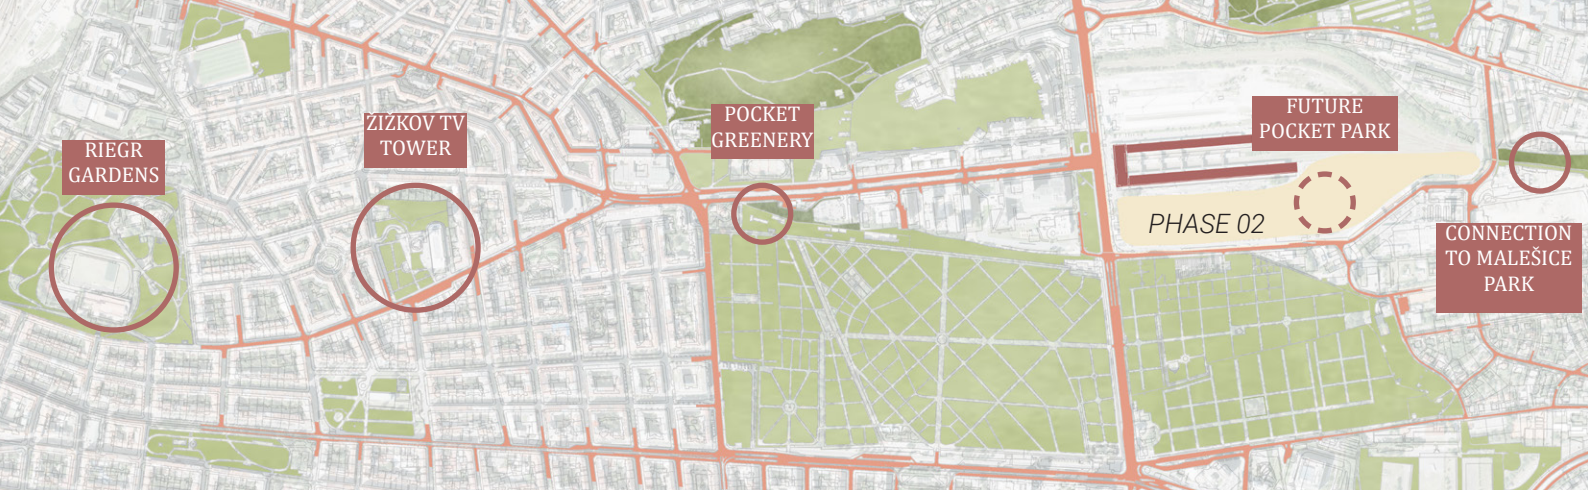 RIEGR
GARDENS
ŽIŽKOV TV
TOWER
POCKET
GREENERY
FUTURE
POCKET PARK
PHASE 02
CONNECTION
TO MALEŠICE
PARK